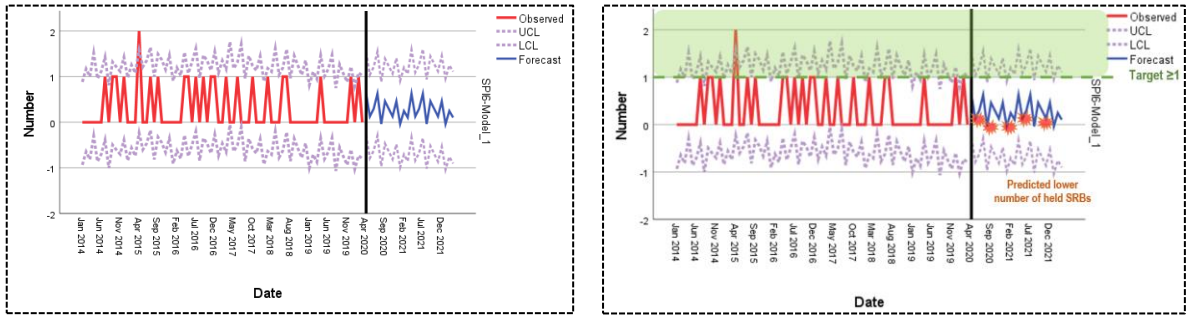 Observed
UCL
LCL
Forecast
SPI6-Model_1
Number
2
1
0
-1
-2
Jan 2014
Jun 2014
Nov 2014
Apr 2015
Sep 2015
Feb 2016
Jul 2016
Dec 2016
May 2017
Oct 2017
Mar 2018
Aug 2018
Jan 2019
Jun 2019
Nov 2019
Apr 2020
Sep 2020
Feb 2021
Jul 2021
Dec 2021
Date
Observed
UCL
LCL
Forecast
Target ≥1
SPI6-Model_1
Number
2
1
0
-1
-2
Predicted lower
number of held SRBs
Jan 2014
Jun 2014
Nov 2014
Apr 2015
Sep 2015
Feb 2016
Jul 2016
Dec 2016
May 2017
Oct 2017
Mar 2018
Aug 2018
Jan 2019
Jun 2019
Nov 2019
Apr 2020
Sep 2020
Feb 2021
Jul 2021
Dec 2021
Date